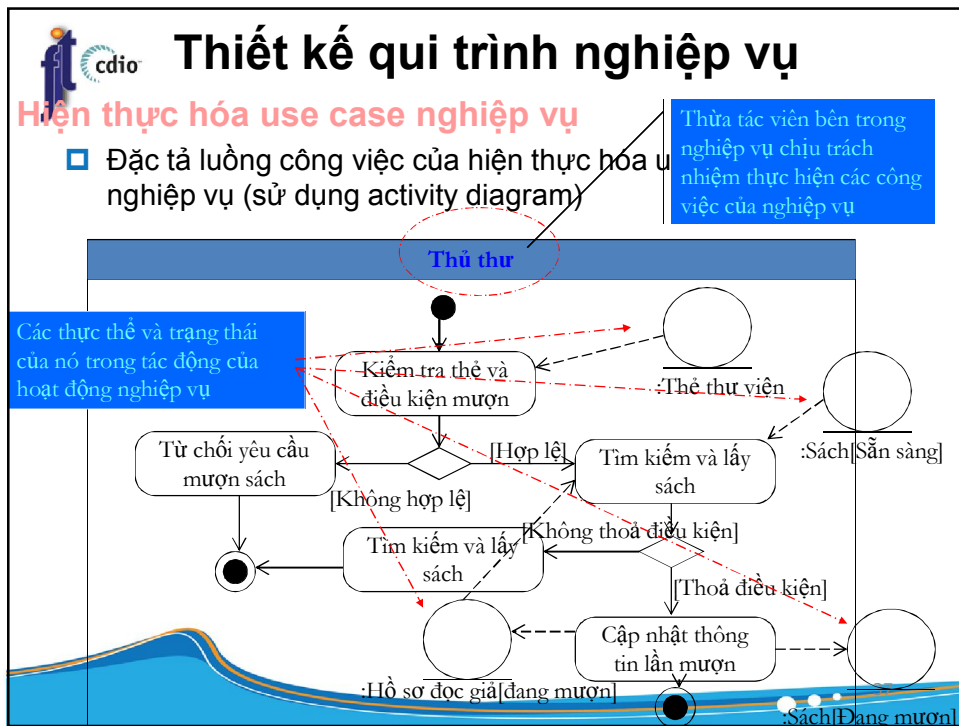 ft
cdio
Thiết kế qui trình nghiệp vụ
Hiện thực hóa use case nghiệp vụ
Đặc tả luồng công việc của hiện thực hóa u
nghiệp vụ (sử dụng activity diagram)
Thừa tác viên bên trong
nghiệp vụ chịu trách
nhiệm thực hiện các công
việc của nghiệp vụ
Thủ thư
Các thực thể và trạng thái
của nó trong tác động của
hoạt động nghiệp vụ
Kiểm tra thẻ và
điều kiện mượn
:Thẻ thư viện
:Sách[Sẵn sàng]
Từ chối yêu cầu
mượn sách
[Hợp lệ]
Tìm kiếm và lấy
sách
[Không hợp lệ]
[Không thoả điều kiện]
Tìm kiếm và lấy
sách
[Thoả điều kiện]
Cập nhật thông
tin lần mượn
:Hồ sơ đọc giả[đang mượn]
:Sách[Đang mượn]